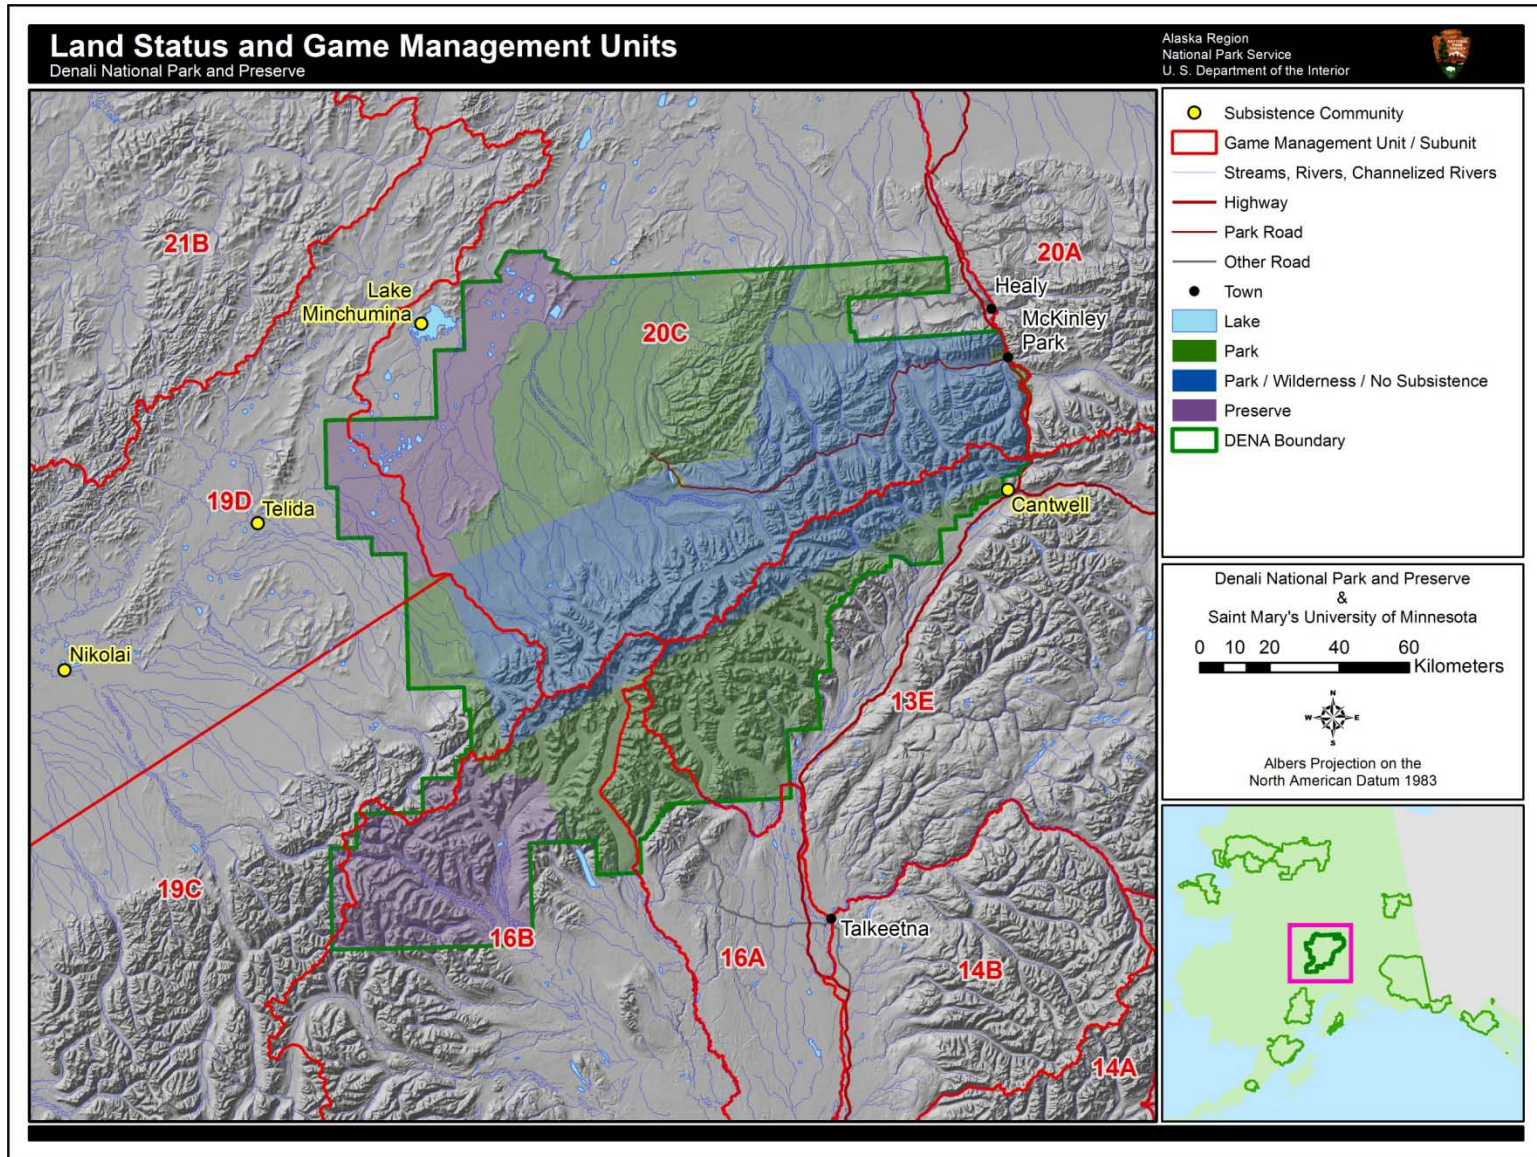 Land Status and Game Management Units
Denali National Park and Preserve
Alaska Region
National Park Service
U. S. Department of the Interior
21B
20A
Lake
Minchumina
Healy
McKinley
Park
20C
19D
Telida
Cantwell
Nikolai
13E
19C
16B
Talkeetna
16A
14B
14A
Subsistence Community
Game Management Unit / Subunit
Streams, Rivers, Channelized Rivers
Highway
Park Road
Other Road
Town
Lake
Park
Park / Wilderness / No Subsistence
Preserve
DENA Boundary
Denali National Park and Preserve
&
Saint Mary's University of Minnesota
0 10 20 40 60
Kilometers
N
W E
S
Albers Projection on the
North American Datum 1983